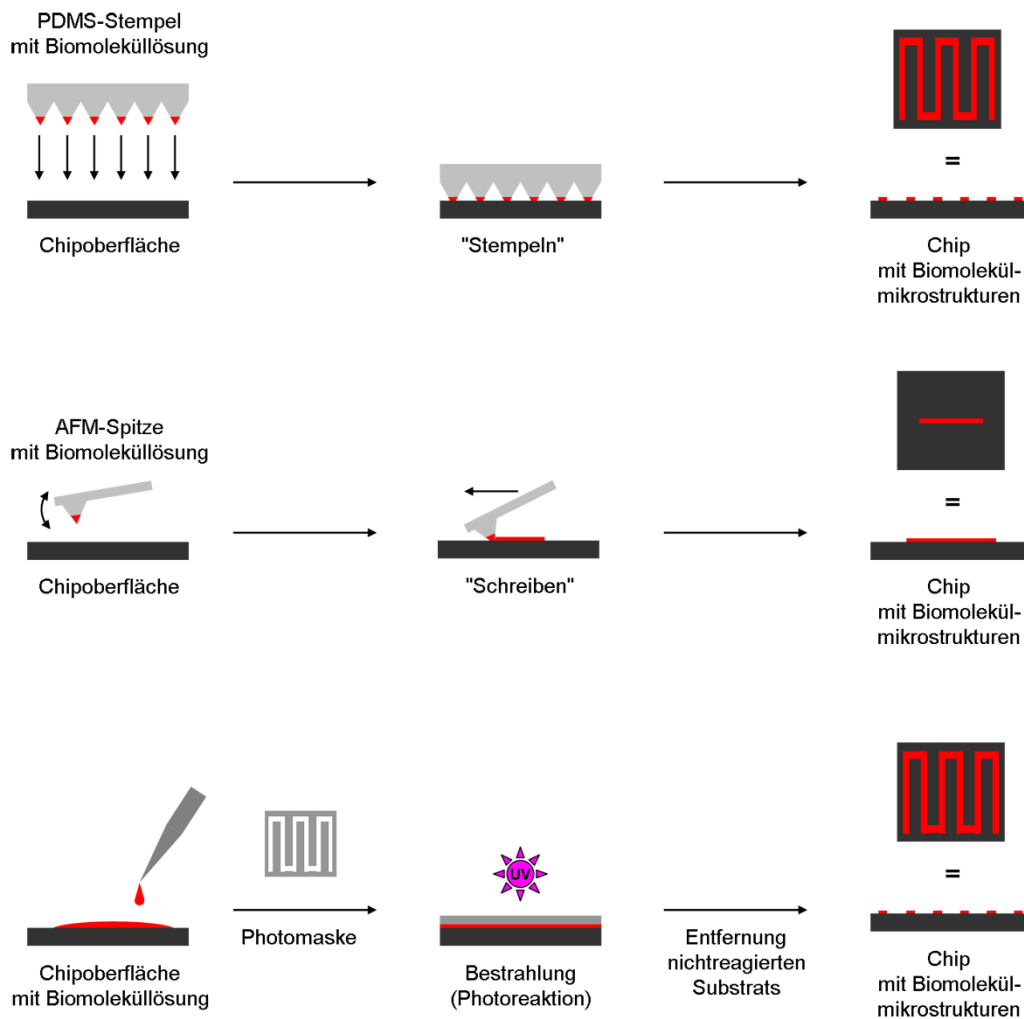 PDMS-Stempel
mit Biomoleküllösung
Chipoberfläche
"Stempeln"
=
Chip
mit Biomolekül-
mikrostrukturen
AFM-Spitze
mit Biomoleküllösung
Chipoberfläche
"Schreiben"
=
Chip
mit Biomolekül-
mikrostrukturen
Photomaske
Chipoberfläche
mit Biomoleküllösung
UV
Bestrahlung
(Photoreaktion)
Entfernung
nichtreagierten
Substrats
=
Chip
mit Biomolekül-
mikrostrukturen